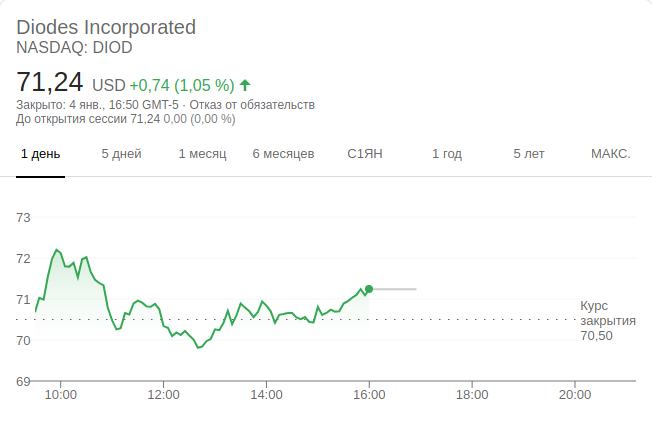 Diodes Incorporated
NASDAQ: DIOD
71,24 USD +0,74 (1,05 %)
Закрыто: 4 янв., 16:50 GMT-5 · Отказ от обязательств
До открытия сессии 71,24 0,00 (0,00 %)
1 день 5 дней 1 месяц 6 месяцев С1ЯН 1 год 5 лет МАКС.
73
72
71
70
69
Курс
закрытия
70,50
10:00 12:00 14:00 16:00 18:00 20:00